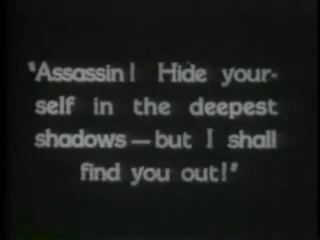 "Assassin! Hide your-
self in the deepest
shadows—but I shall
find you out!"